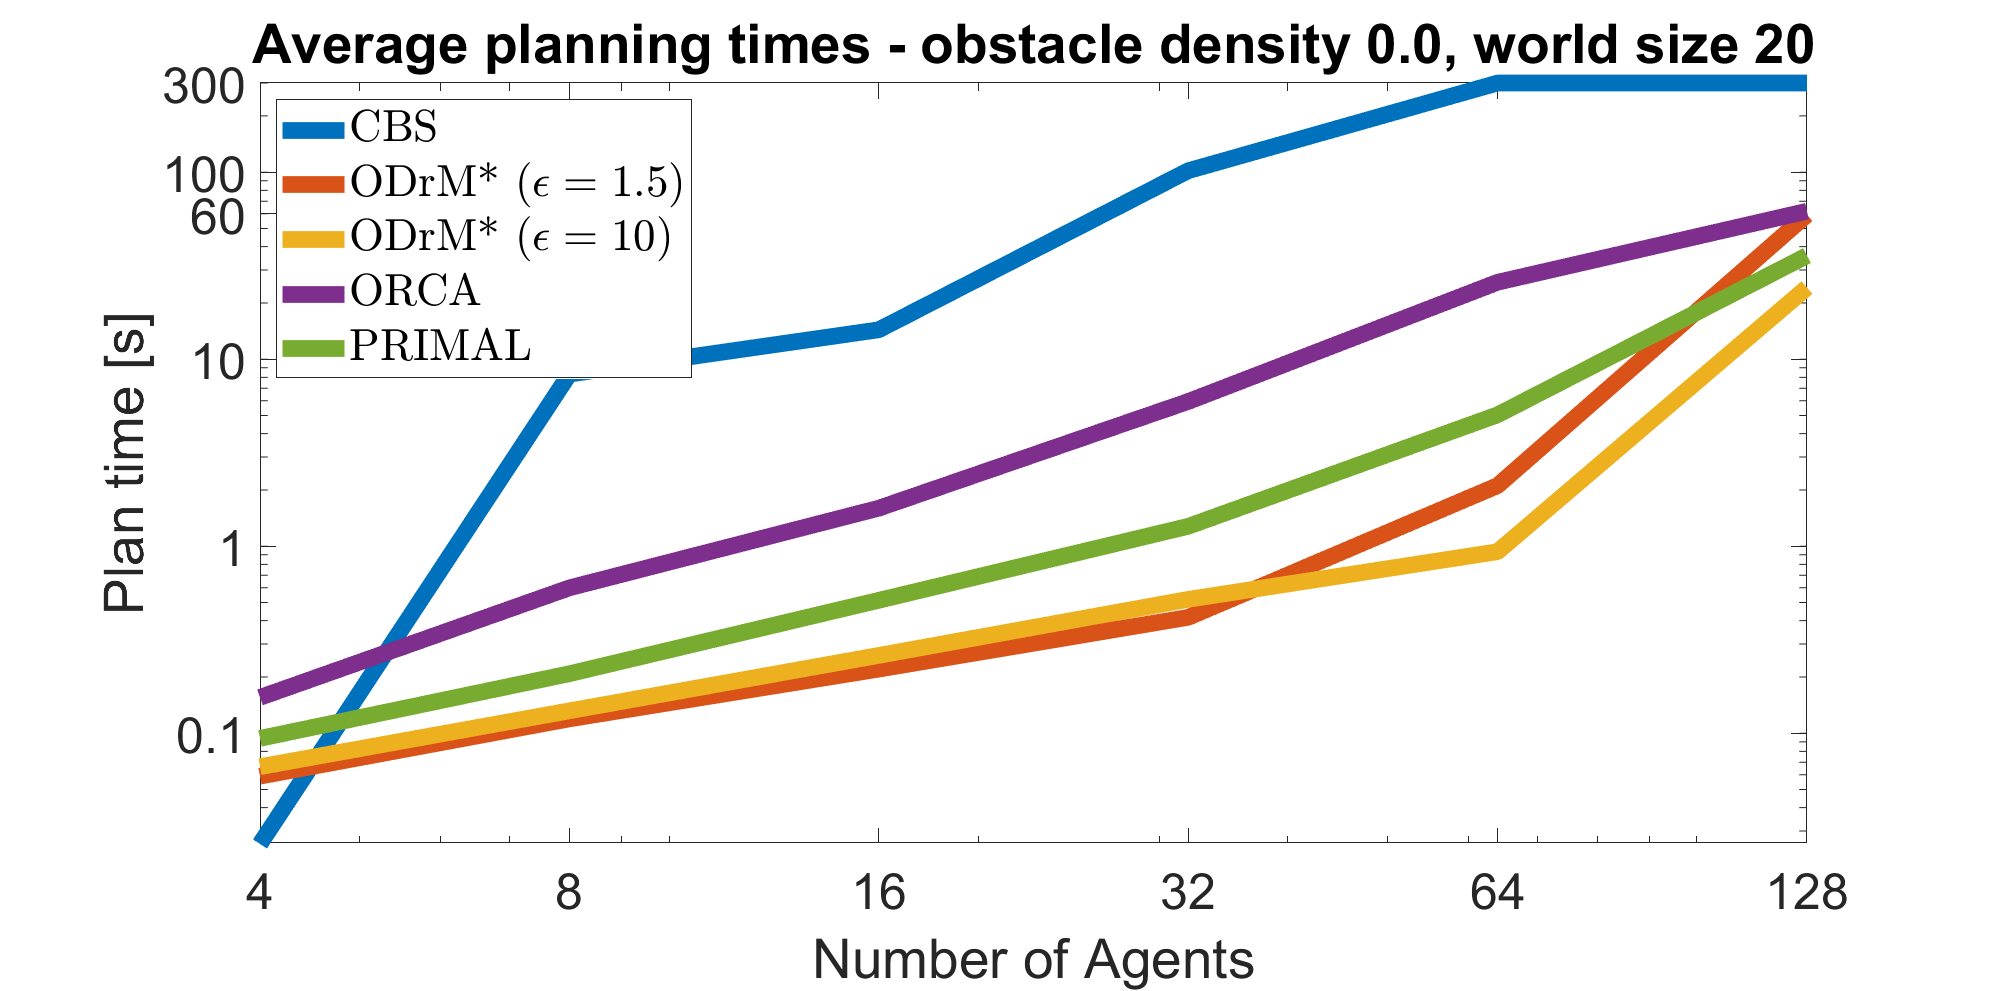 Average planning times - obstacle density 0.0, world size 20
300
100
60
10
1
0.1
Plan time [s]
CBS
ODrM* (ϵ = 1.5)
ODrM* (ϵ = 10)
ORCA
PRIMAL
4 8 16 32 64 128
Number of Agents